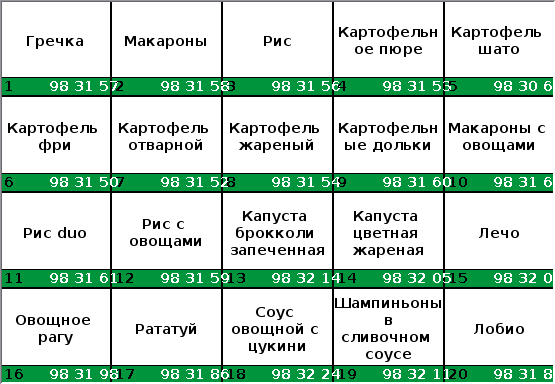 Гречка
Макароны
Рис
Картофельн
ое пюре
Картофель
шато
1 98 31 57
2 98 31 58
3 98 31 56
4 98 31 53
5 98 30 6
Картофель
фри
Картофель
отварной
Картофель
жареный
Картофельн
ые дольки
Макароны с
овощами
6 98 31 50
7 98 31 52
8 98 31 54
9 98 31 60
10 98 31 6
Рис duo
Рис с
овощами
Капуста
брокколи
запеченная
Капуста
цветная
жареная
Лечо
11 98 31 61
12 98 31 59
13 98 32 14
14 98 32 05
15 98 32 0
Овощное
рагу
Рататуй
Соус
овощной с
цукини
Шампиньоны
в
сливочном
соусе
Лобио
16 98 31 98
17 98 31 86
18 98 32 24
19 98 32 11
20 98 31 8